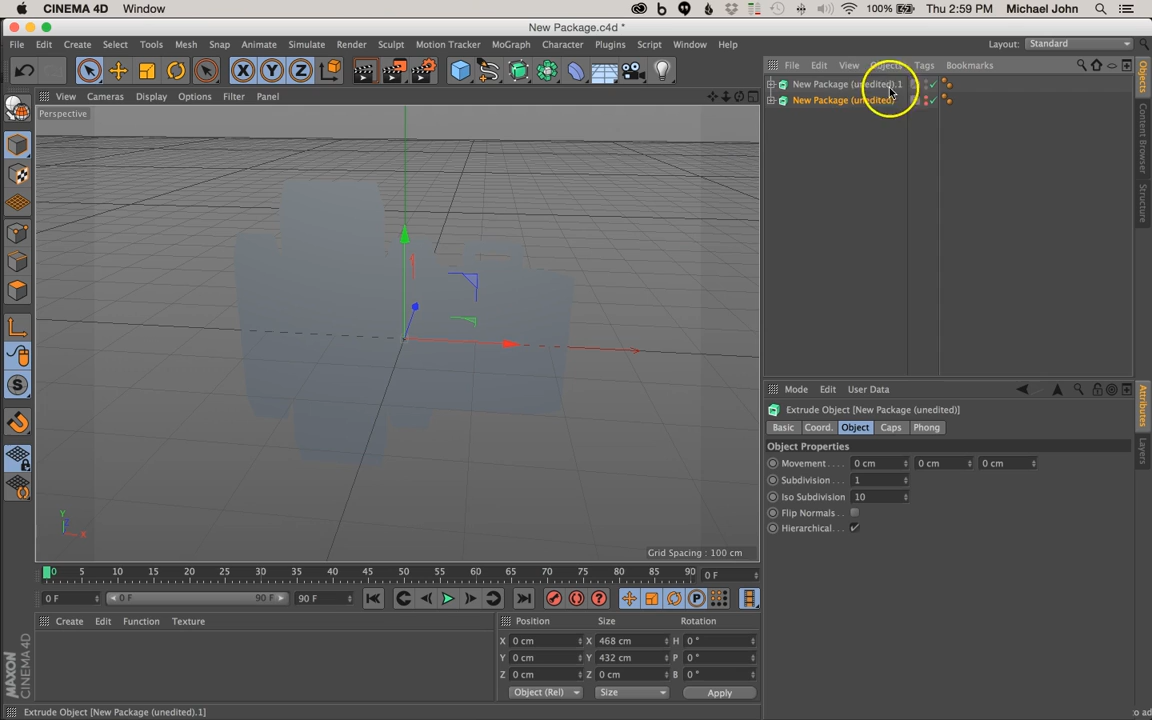 CINEMA 4D Window 100% Thu 2:59 PM Michael John
New Package.c4d *
File Edit Create Select Tools Mesh Snap Animate Simulate Render Sculpt Motion Tracker MoGraph Character Plugins Script Window Help Layout: Standard
File Edit View Objects Tags Bookmarks
View Cameras Display Options Filter Panel
Perspective
New Package (unedited).1
New Package (unedited)
Objects
Content Browser
Structure
Mode Edit User Data
Extrude Object [New Package (unedited)]
Basic Coord. Object Caps Phong
Object Properties
Movement . . . . 0 cm 0 cm 0 cm
Subdivision . . . 1
Iso Subdivision 10
Flip Normals . .
Hierarchical. . .
Attributes
Layers
Y
X
Grid Spacing : 100 cm
0 5 10 15 20 25 30 35 40 45 50 55 60 65 70 75 80 85 90 0 F
0 F 0 F 90 F 90 F
Create Edit Function Texture
Position Size Rotation
X 0 cm X 468 cm H 0 °
Y 0 cm Y 432 cm P 0 °
Z 0 cm Z 0 cm B 0 °
Object (Rel) Size Apply
MAXON CINEMA 4D
Extrude Object [New Package (unedited).1]
o ad